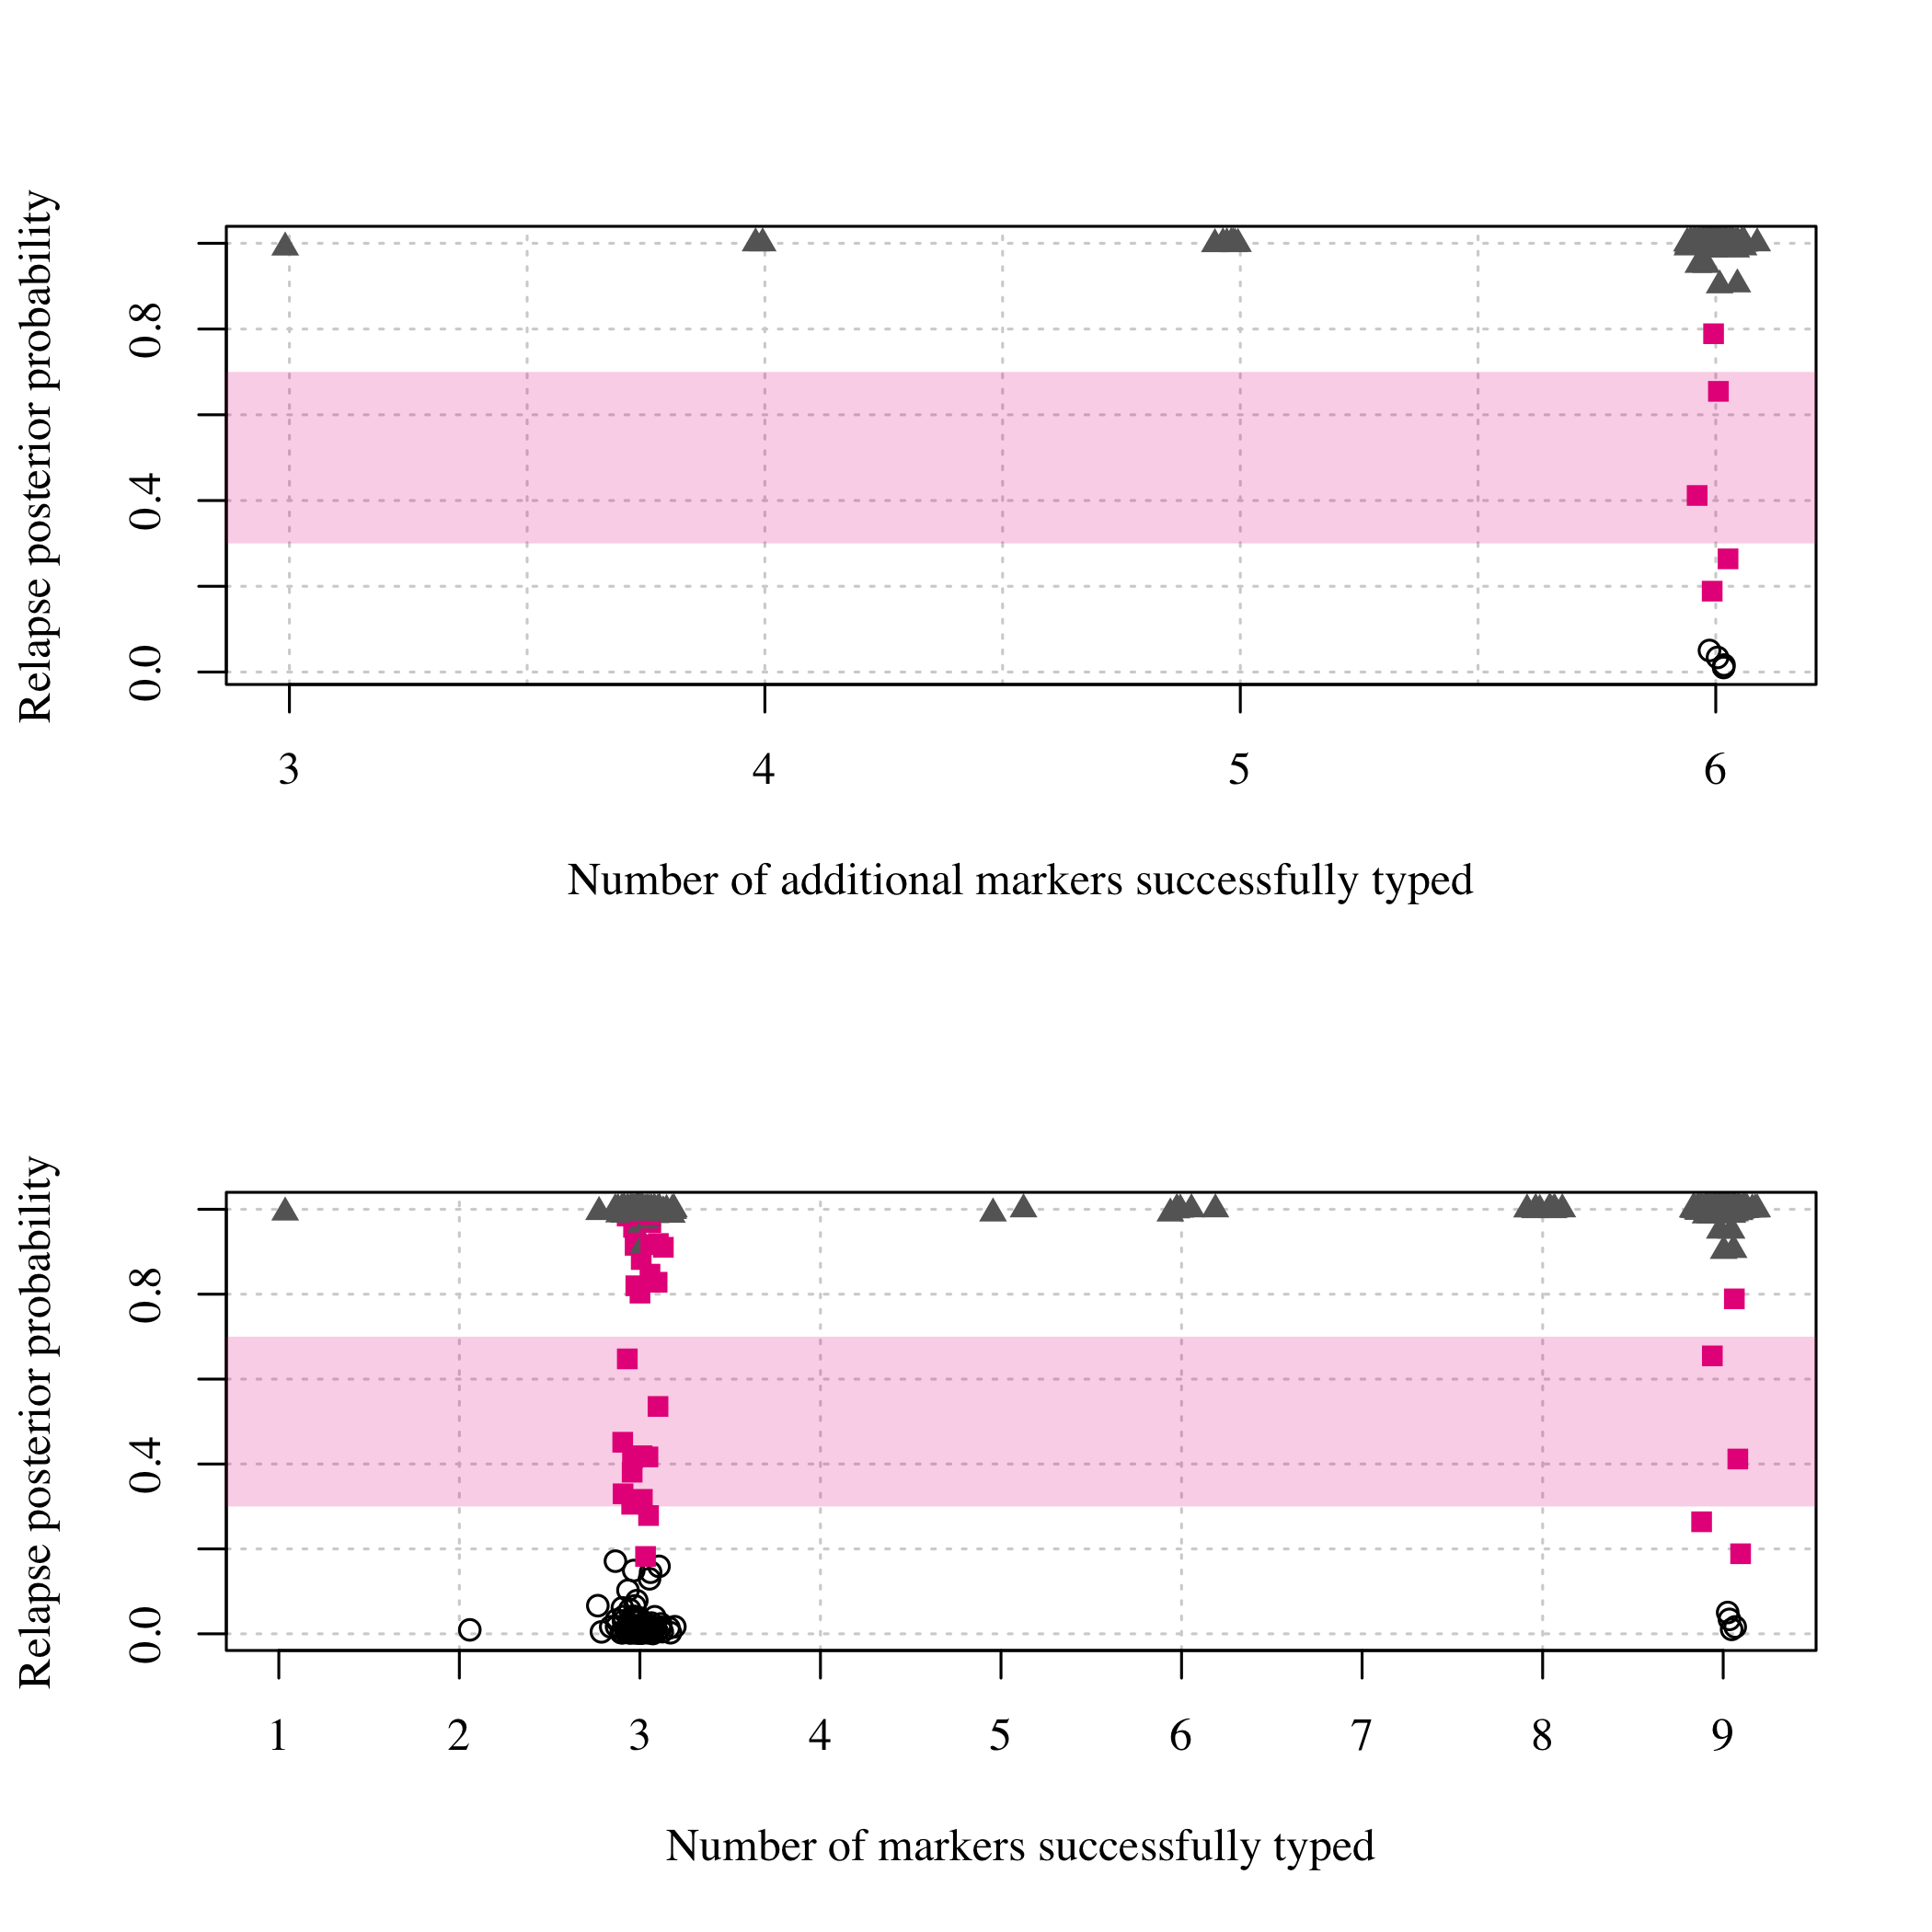 Relapse posterior probability
0.8
0.4
0.0
3 4 5 6
Number of additional markers successfully typed
Relapse posterior probability
0.8
0.4
0.0
1 2 3 4 5 6 7 8 9
Number of markers successfully typed